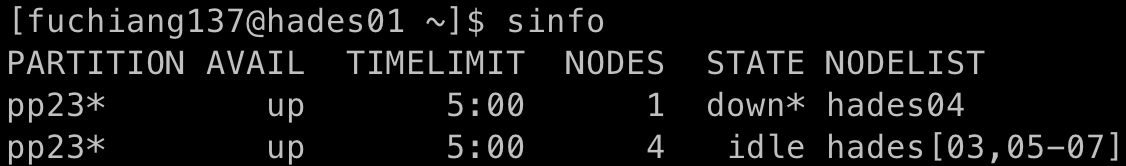 [fuchiang137@hades01 ~]$ sinfo
PARTITION AVAIL  TIMELIMIT  NODES  STATE NODELIST
pp23*        up       5:00      1  down* hades04
pp23*        up       5:00      4   idle hades[03,05-07]